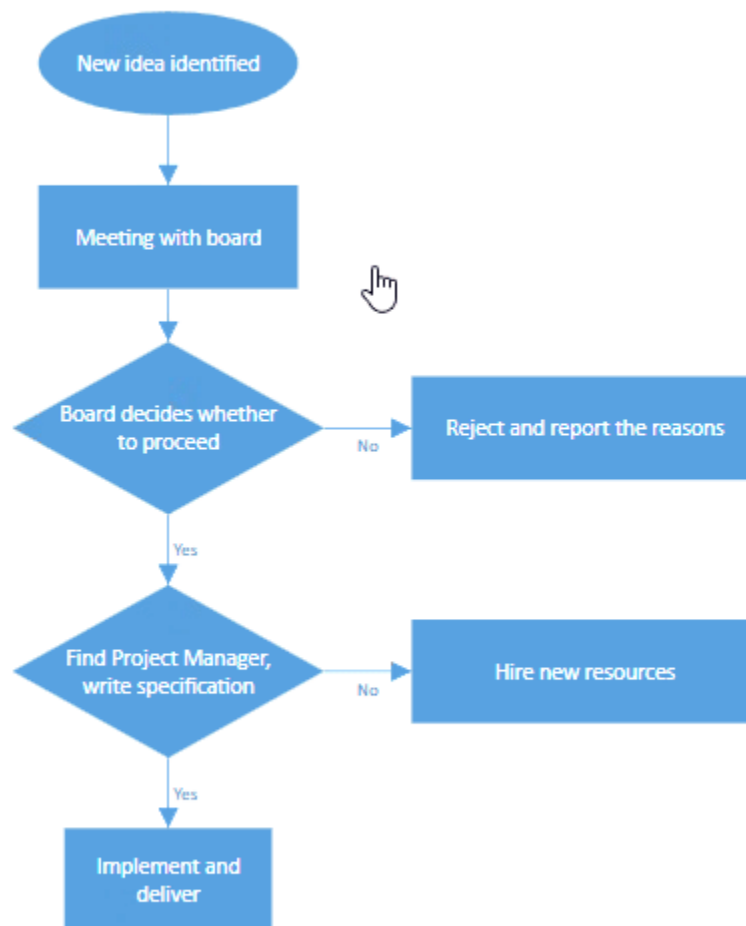 New idea identified
Meeting with board
Board decides whether
to proceed
No
Reject and report the reasons
Yes
Find Project Manager,
write specification
No
Hire new resources
Yes
Implement and
deliver